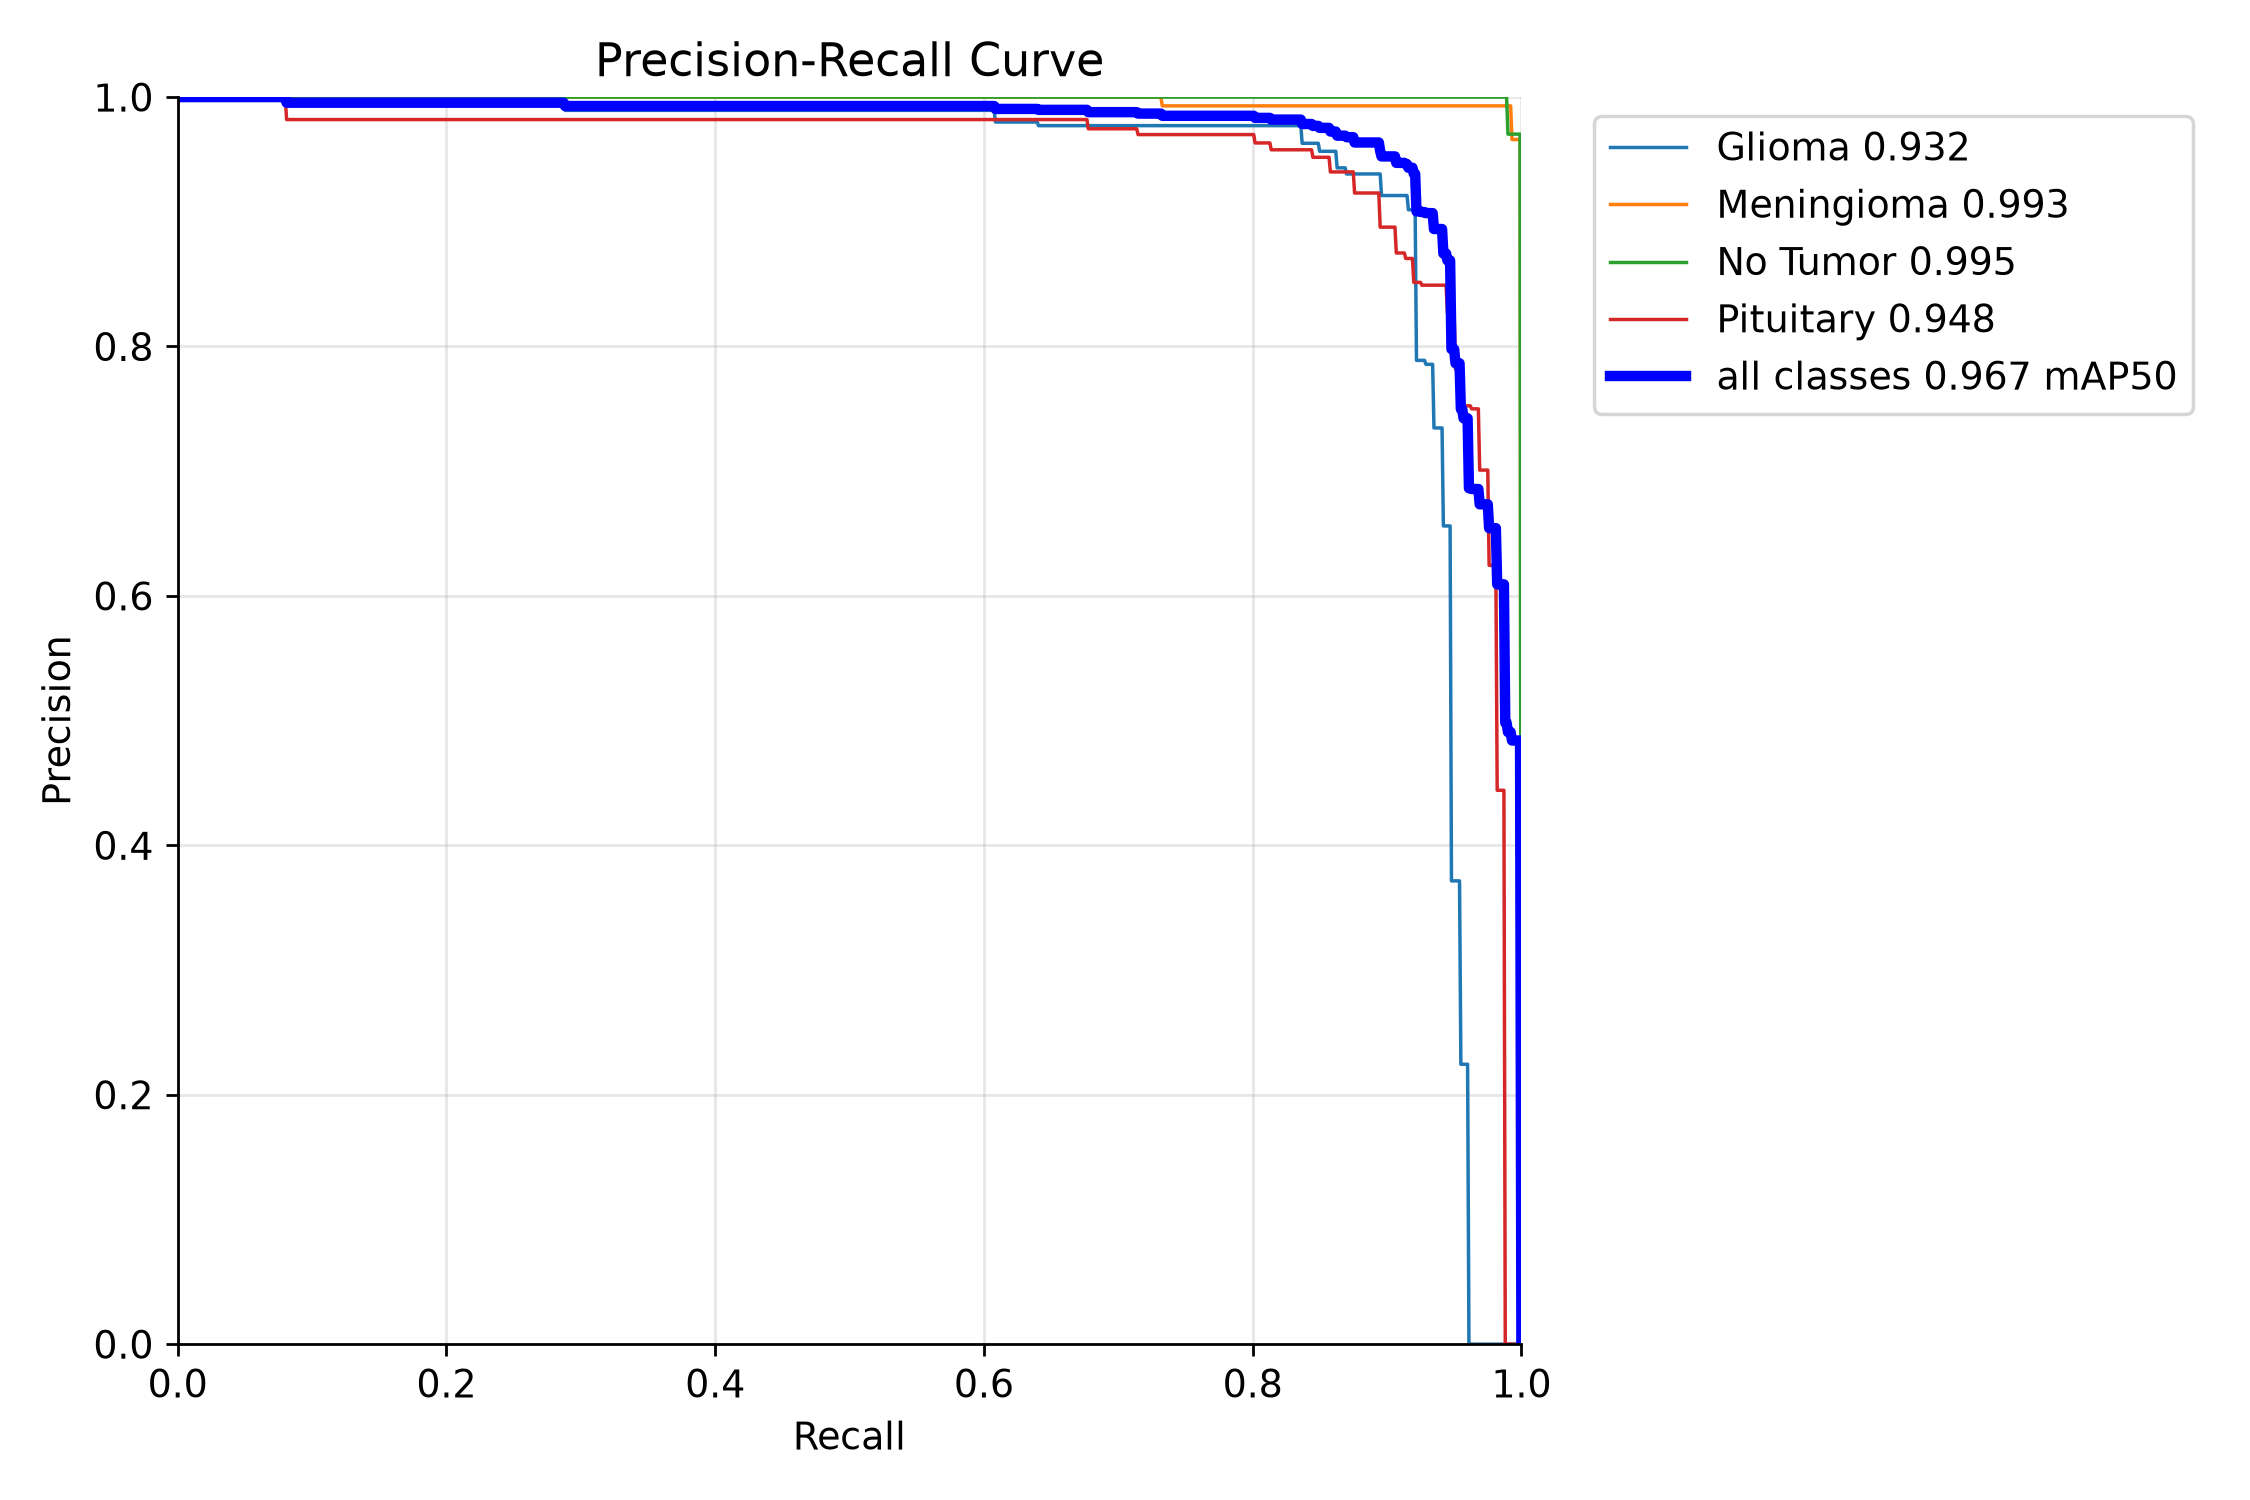 Precision-Recall Curve
1.0
0.8
0.6
0.4
0.2
0.0
Precision
0.0 0.2 0.4 0.6 0.8 1.0
Recall
Glioma 0.932
Meningioma 0.993
No Tumor 0.995
Pituitary 0.948
all classes 0.967 mAP50